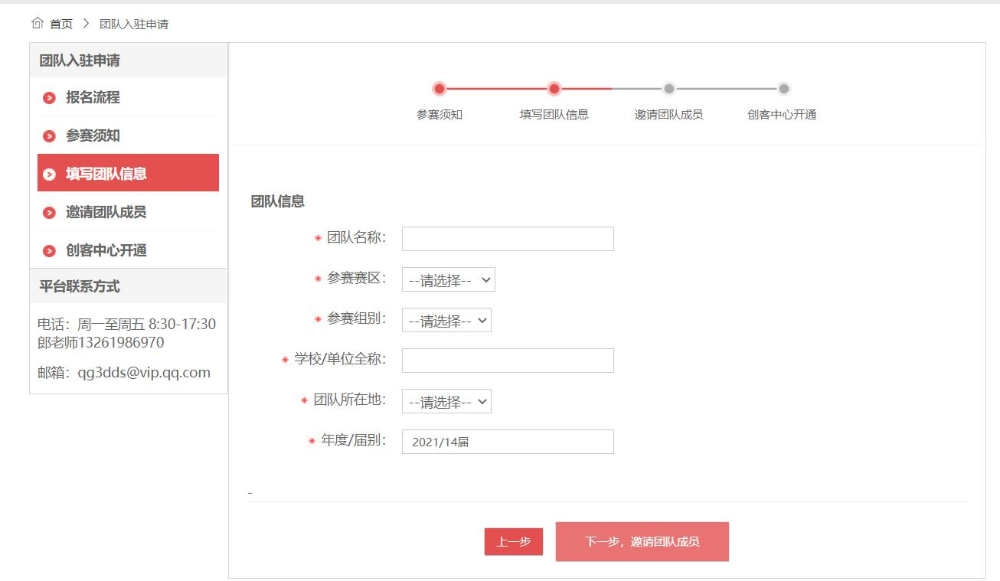 首页 > 团队入驻申请
团队入驻申请
报名流程
参赛须知
填写团队信息
邀请团队成员
创客中心开通
平台联系方式
电话：周一至周五 8:30-17:30
郎老师13261986970
邮箱：qg3dds@vip.qq.com
参赛须知 填写团队信息 邀请团队成员 创客中心开通
团队信息
* 团队名称：
* 参赛赛区： --请选择--
* 参赛组别： --请选择--
* 学校/单位全称：
* 团队所在地： --请选择--
* 年度/届别： 2021/14届
-
上一步 下一步，邀请团队成员